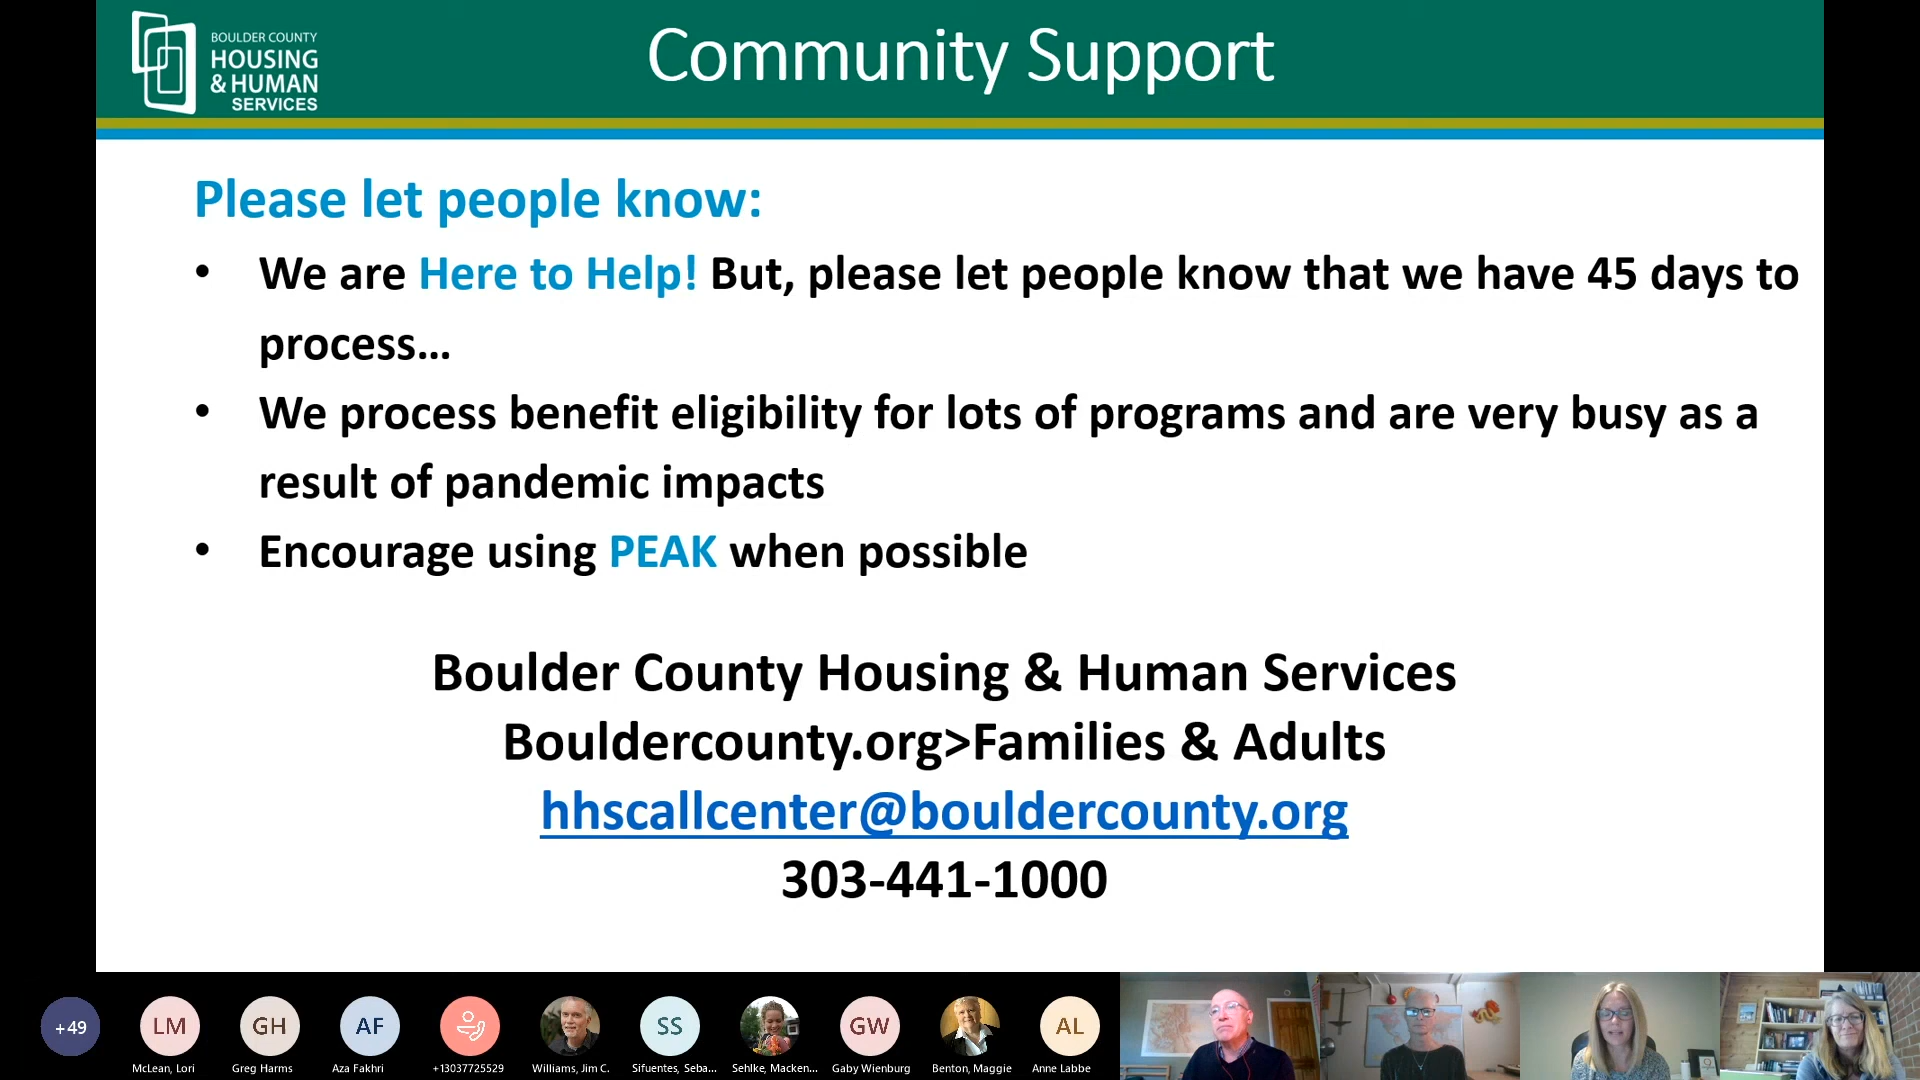 BOULDER COUNTY
HOUSING
& HUMAN
SERVICES
Community Support
Please let people know:
• We are Here to Help! But, please let people know that we have 45 days to
process...
• We process benefit eligibility for lots of programs and are very busy as a
result of pandemic impacts
• Encourage using PEAK when possible
Boulder County Housing & Human Services
Bouldercounty.org>Families & Adults
hhscallcenter@bouldercounty.org
303-441-1000
+49
LM
GH
AF
SS
GW
AL
McLean, Lori
Greg Harms
Aza Fakhri
+13037725529
Williams, Jim C.
Sifuentes, Seba...
Sehlke, Macken...
Gaby Wienburg
Benton, Maggie
Anne Labbe